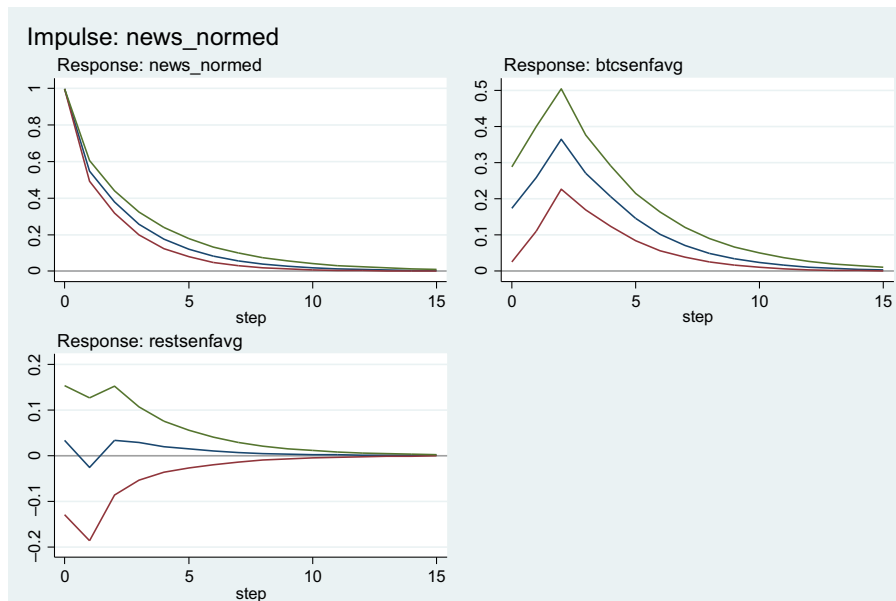 Impulse: news_normed
Response: news_normed
1
0.8
0.6
0.4
0.2
0
0 5 10 15
step
Response: btcsenfavg
0.5
0.4
0.3
0.2
0.1
0
0 5 10 15
step
Response: restsenfavg
0.2
0.1
0
−0.1
−0.2
0 5 10 15
step